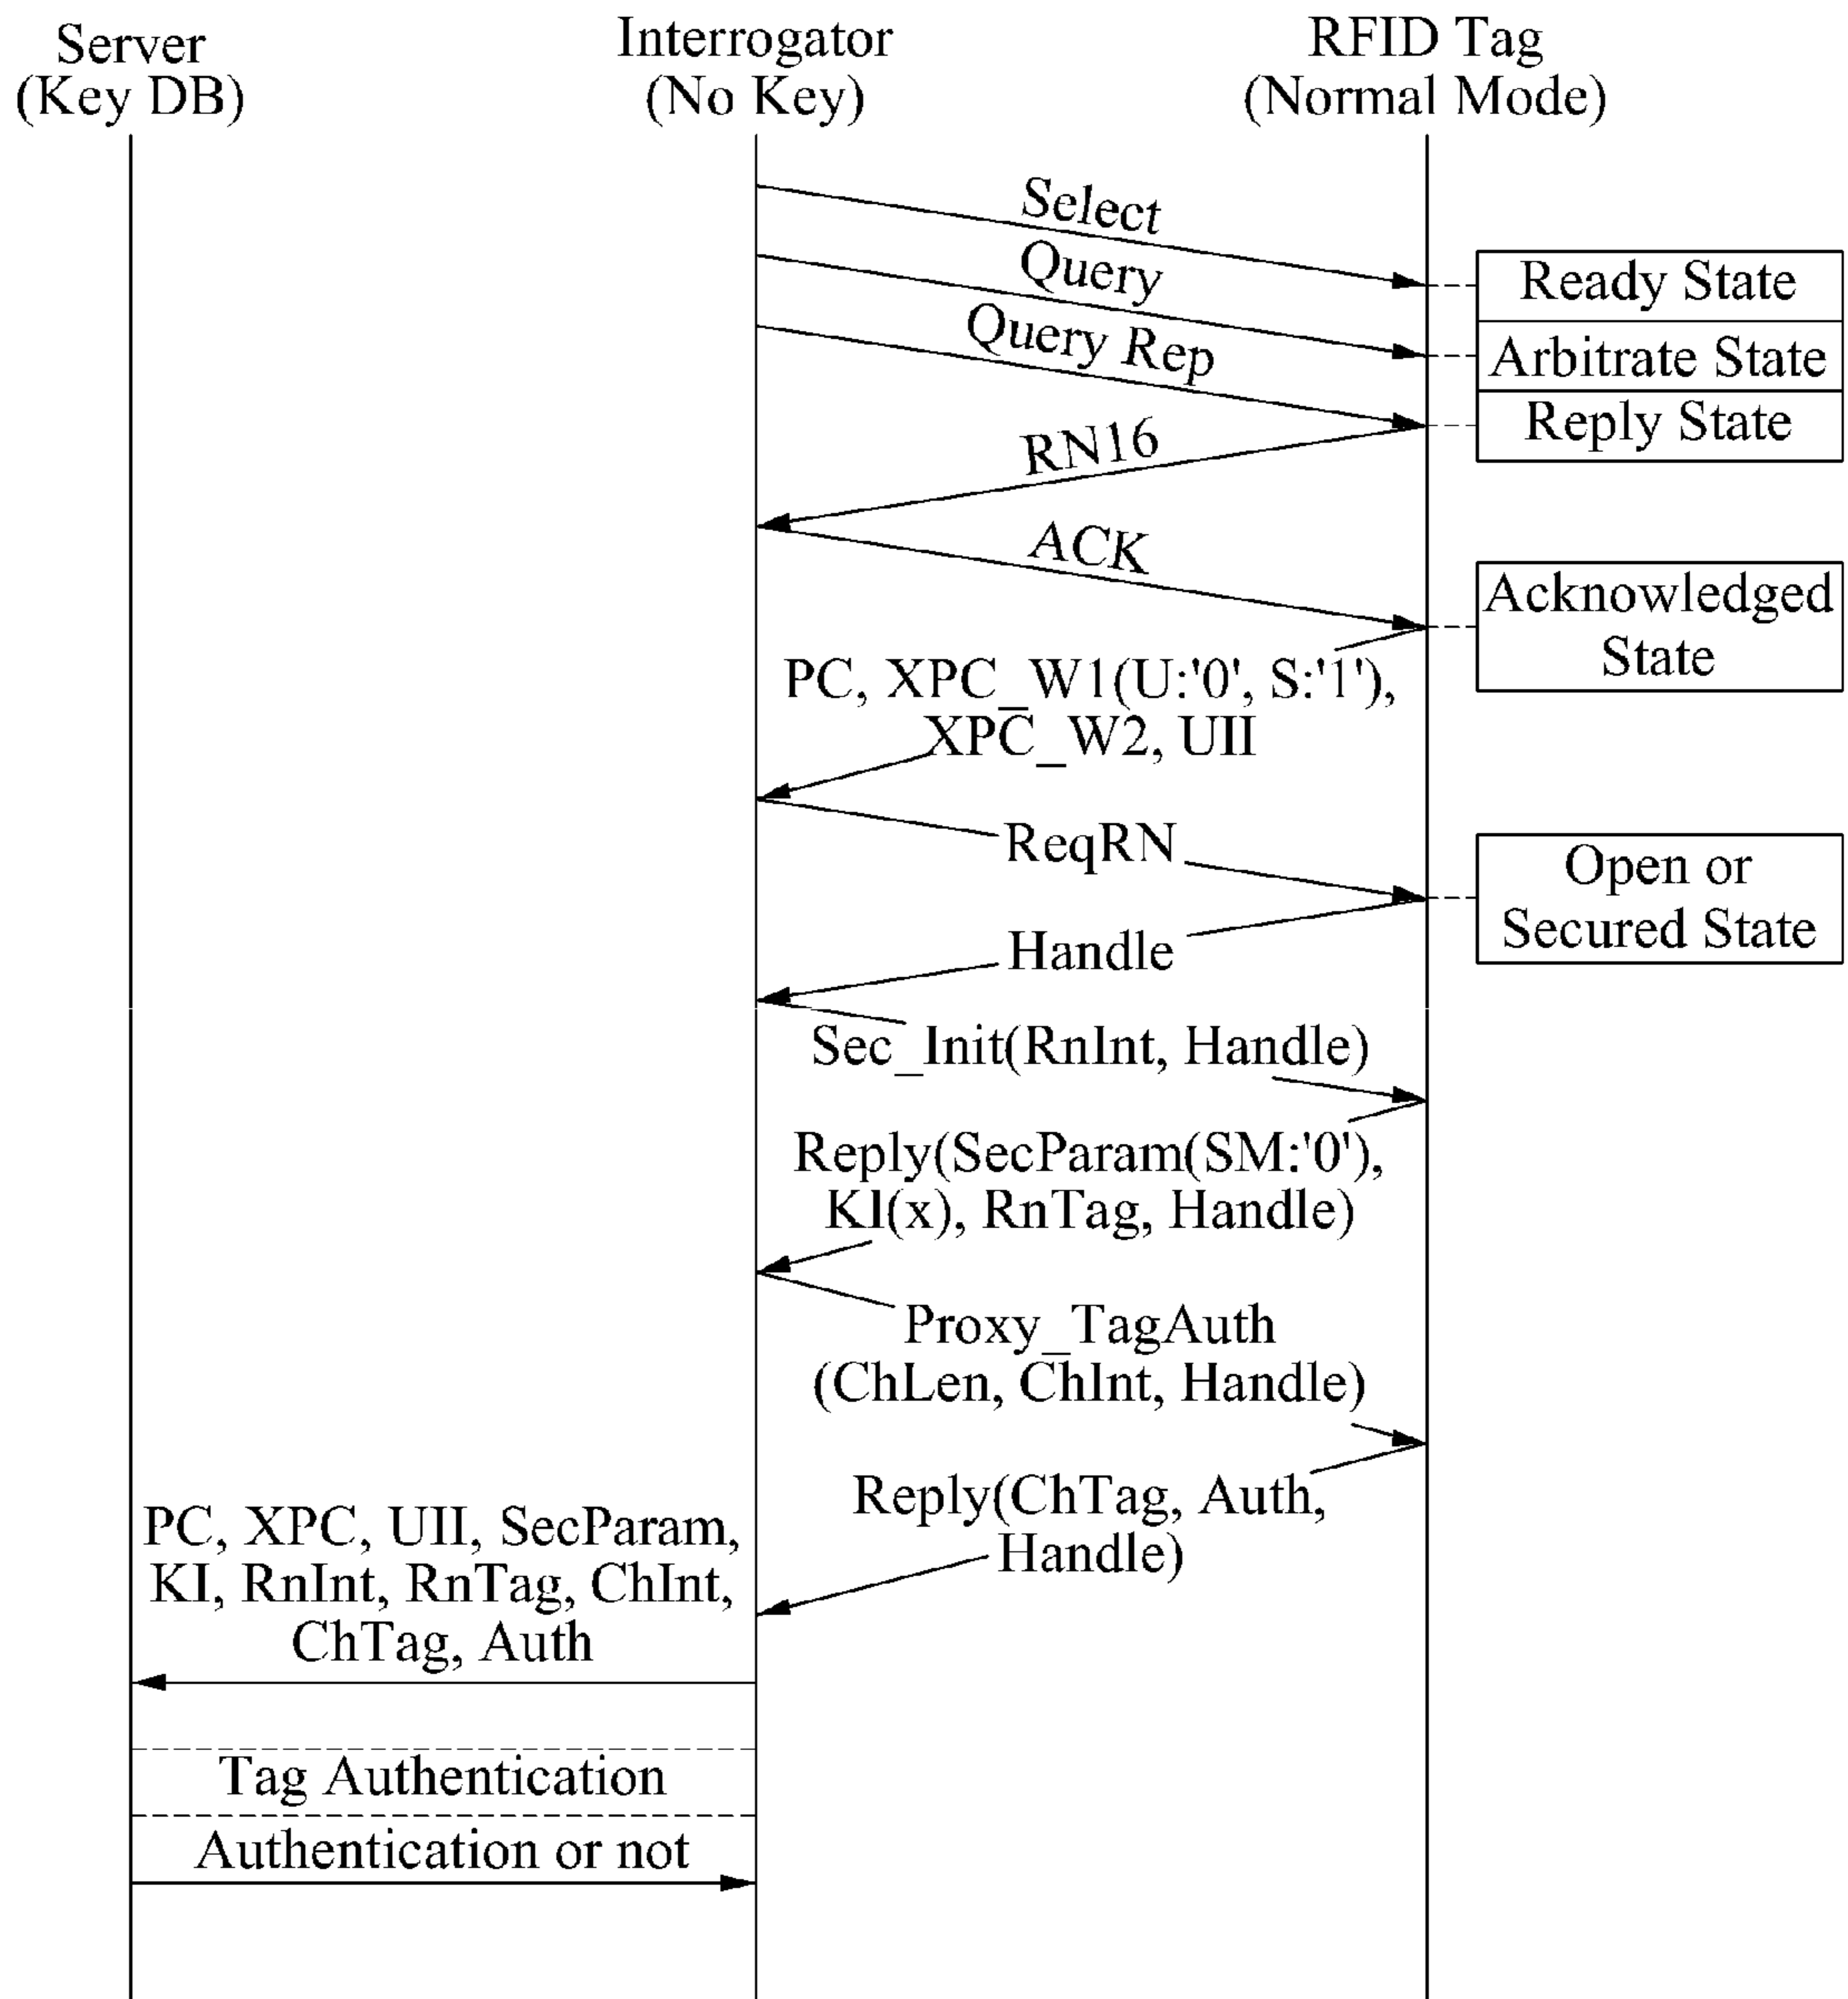 Server
(Key DB)
Interrogator
(No Key)
RFID Tag
(Normal Mode)
Select
Query
Query Rep
Ready State
Arbitrate State
Reply State
RN16
ACK
Acknowledged
State
PC, XPC_W1(U:'0', S:'1'),
XPC_W2, UII
ReqRN
Open or
Secured State
Handle
Sec_Init(RnInt, Handle)
Reply(SecParam(SM:'0'),
KI(x), RnTag, Handle)
Proxy_TagAuth
(ChLen, ChInt, Handle)
Reply(ChTag, Auth,
Handle)
PC, XPC, UII, SecParam,
KI, RnInt, RnTag, ChInt,
ChTag, Auth
Tag Authentication
Authentication or not